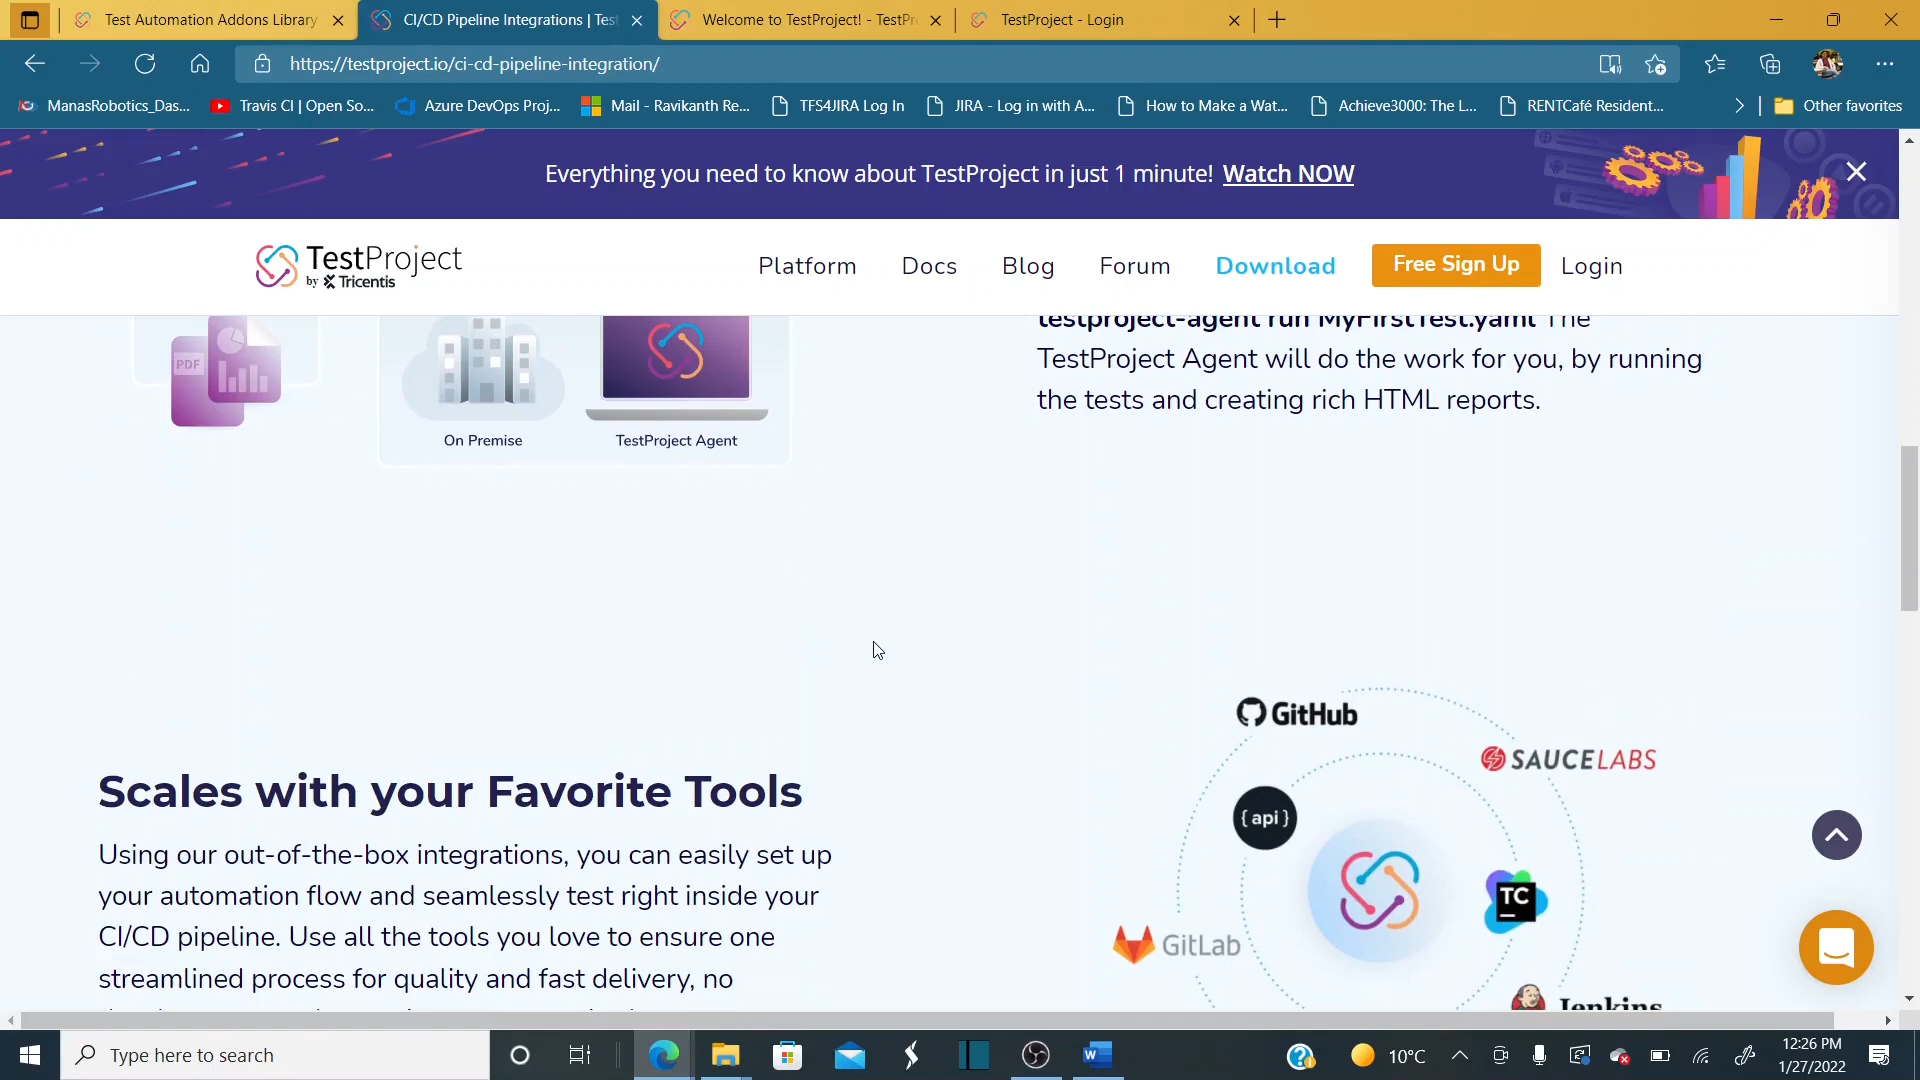 Test Automation Addons Library
CI/CD Pipeline Integrations | Test
Welcome to TestProject! - TestPr
TestProject - Login
https://testproject.io/ci-cd-pipeline-integration/
ManasRobotics_Das...
Travis CI | Open So...
Azure DevOps Proj...
Mail - Ravikanth Re...
TFS4JIRA Log In
JIRA - Log in with A...
How to Make a Wat...
Achieve3000: The L...
RENTCafé Resident...
Other favorites
Everything you need to know about TestProject in just 1 minute! Watch NOW
TestProject
by Tricentis
Platform
Docs
Blog
Forum
Download
Free Sign Up
Login
PDF
On Premise
TestProject Agent
testproject-agent run MyFirstTest.yaml The
TestProject Agent will do the work for you, by running
the tests and creating rich HTML reports.
GitHub
SAUCELABS
{api}
TC
GitLab
Jenkins
Scales with your Favorite Tools
Using our out-of-the-box integrations, you can easily set up
your automation flow and seamlessly test right inside your
CI/CD pipeline. Use all the tools you love to ensure one
streamlined process for quality and fast delivery, no
Type here to search
10°C
12:26 PM
1/27/2022